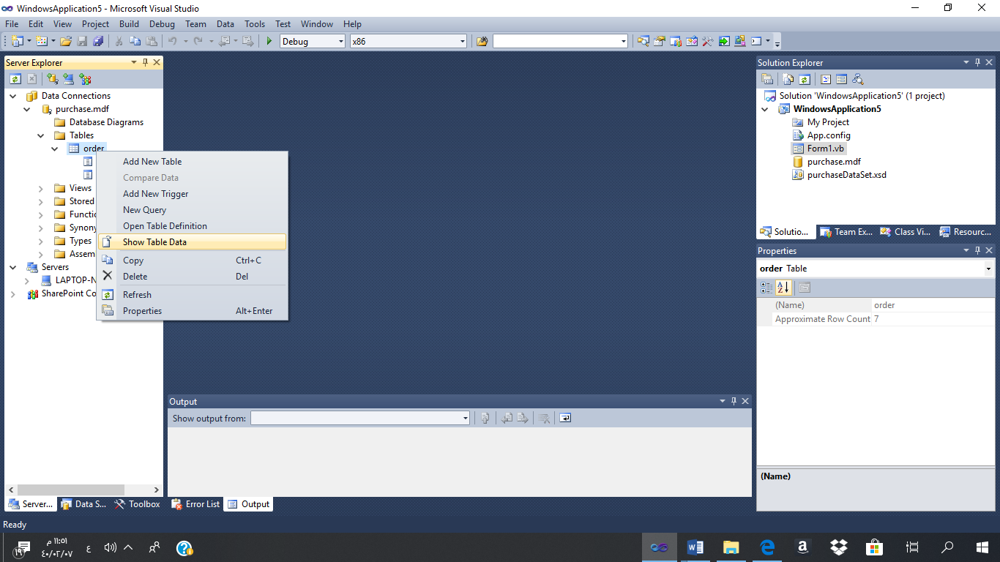 WindowsApplication5 - Microsoft Visual Studio
File Edit View Project Build Debug Team Data Tools Test Window Help
Debug x86
Server Explorer
Data Connections
purchase.mdf
Database Diagrams
Tables
order
Views
Stored
Functio
Synony
Types
Assem
Servers
LAPTOP-N
SharePoint Co
Add New Table
Compare Data
Add New Trigger
New Query
Open Table Definition
Show Table Data
Copy Ctrl+C
Delete Del
Refresh
Properties Alt+Enter
Server... Data S... Toolbox
Output
Show output from:
Error List Output
Solution Explorer
Solution 'WindowsApplication5' (1 project)
WindowsApplication5
My Project
App.config
Form1.vb
purchase.mdf
purchaseDataSet.xsd
Solutio... Team Ex... Class Vi... Resourc...
Properties
order Table
(Name) order
Approximate Row Count 7
(Name)
Ready
١٩
١١:٥١ م
٤٠/٠٢/٠٧
ع